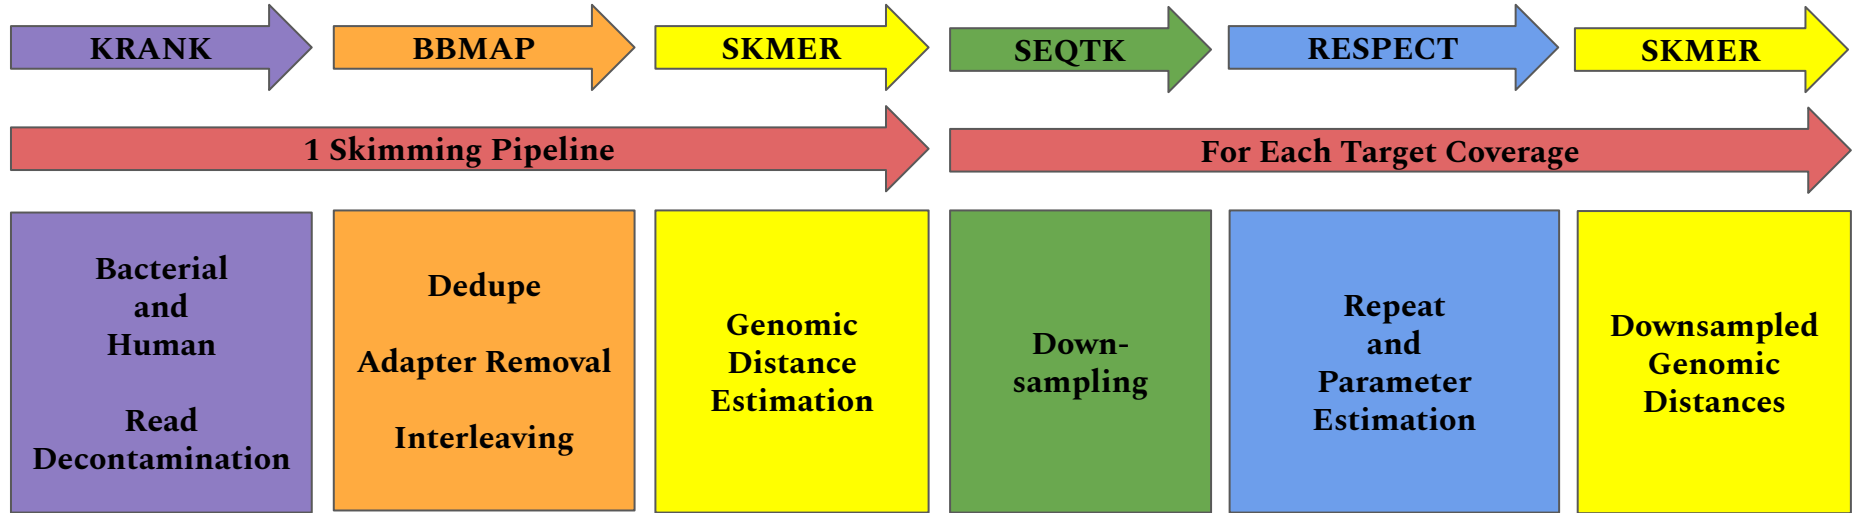 KRANK
BBMAP
SKMER
SEQTK
RESPECT
SKMER
1 Skimming Pipeline
For Each Target Coverage
Bacterial
and
Human
Read
Decontamination
Dedupe
Adapter Removal
Interleaving
Genomic
Distance
Estimation
Down-
sampling
Repeat
and
Parameter
Estimation
Downsampled
Genomic
Distances